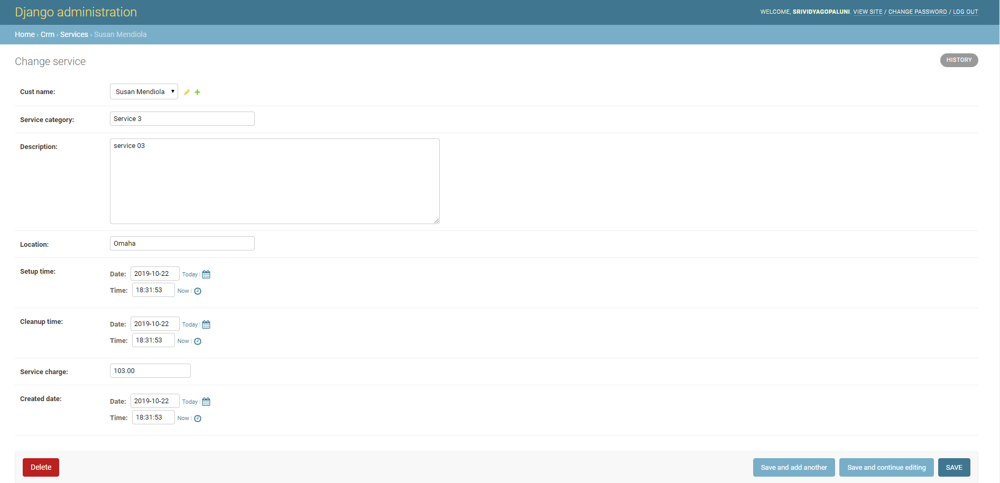 Django administration
WELCOME, SRIVIDYAGOPALUNI. VIEW SITE / CHANGE PASSWORD / LOG OUT
Home › Crm › Services › Susan Mendiola
Change service
HISTORY
Cust name: Susan Mendiola
Service category: Service 3
Description: service 03
Location: Omaha
Setup time: Date: 2019-10-22 Today |
Time: 18:31:53 Now |
Cleanup time: Date: 2019-10-22 Today |
Time: 18:31:53 Now |
Service charge: 103.00
Created date: Date: 2019-10-22 Today |
Time: 18:31:53 Now |
Delete Save and add another Save and continue editing SAVE